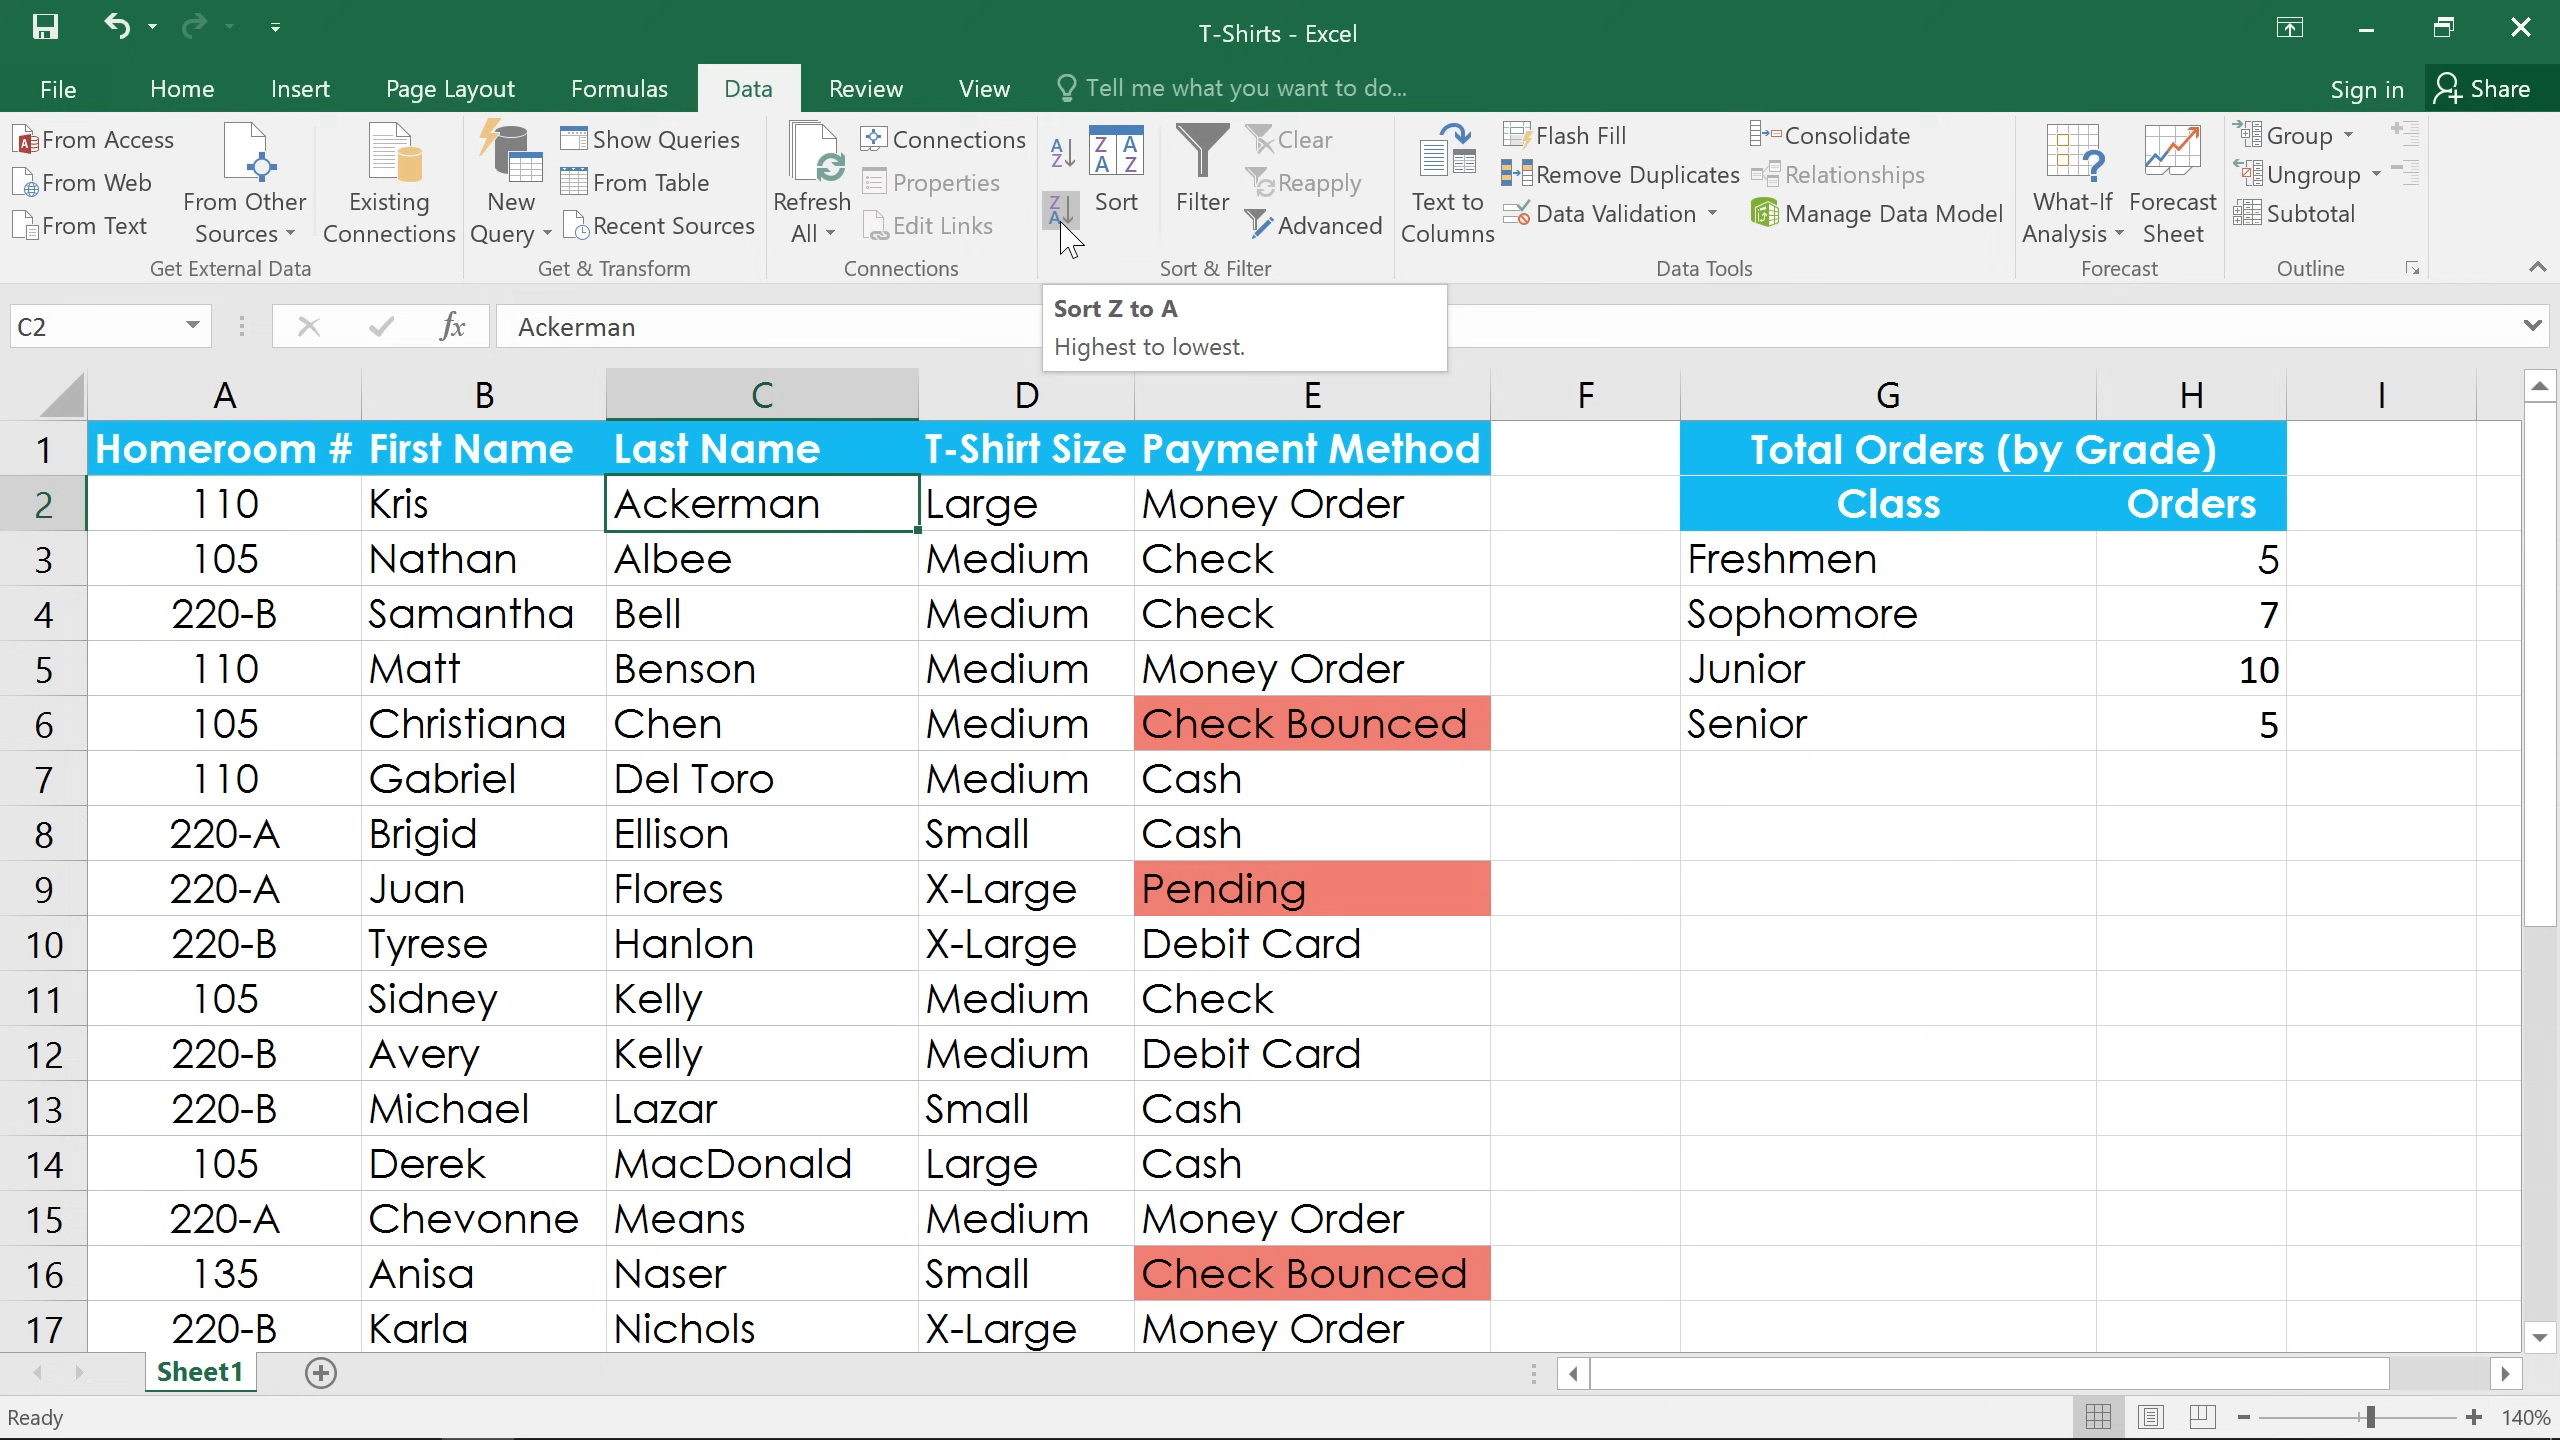 T-Shirts - Excel
File Home Insert Page Layout Formulas Data Review View Tell me what you want to do... Sign in Share
From Access
From Web
From Text
From Other
Sources
Existing
Connections
Get External Data
New
Query
Show Queries
From Table
Recent Sources
Get & Transform
Refresh
All
Connections
Properties
Edit Links
Connections
Sort
Filter
Clear
Reapply
Advanced
Sort & Filter
Text to
Columns
Flash Fill
Remove Duplicates
Data Validation
Consolidate
Relationships
Manage Data Model
Data Tools
What-If
Analysis
Forecast
Sheet
Forecast
Group
Ungroup
Subtotal
Outline
C2 fx Ackerman
Sort Z to A
Highest to lowest.
A B C D E F G H I
1 Homeroom # First Name Last Name T-Shirt Size Payment Method Total Orders (by Grade)
2 110 Kris Ackerman Large Money Order Class Orders
3 105 Nathan Albee Medium Check Freshmen 5
4 220-B Samantha Bell Medium Check Sophomore 7
5 110 Matt Benson Medium Money Order Junior 10
6 105 Christiana Chen Medium Check Bounced Senior 5
7 110 Gabriel Del Toro Medium Cash
8 220-A Brigid Ellison Small Cash
9 220-A Juan Flores X-Large Pending
10 220-B Tyrese Hanlon X-Large Debit Card
11 105 Sidney Kelly Medium Check
12 220-B Avery Kelly Medium Debit Card
13 220-B Michael Lazar Small Cash
14 105 Derek MacDonald Large Cash
15 220-A Chevonne Means Medium Money Order
16 135 Anisa Naser Small Check Bounced
17 220-B Karla Nichols X-Large Money Order
Sheet1
Ready 140%